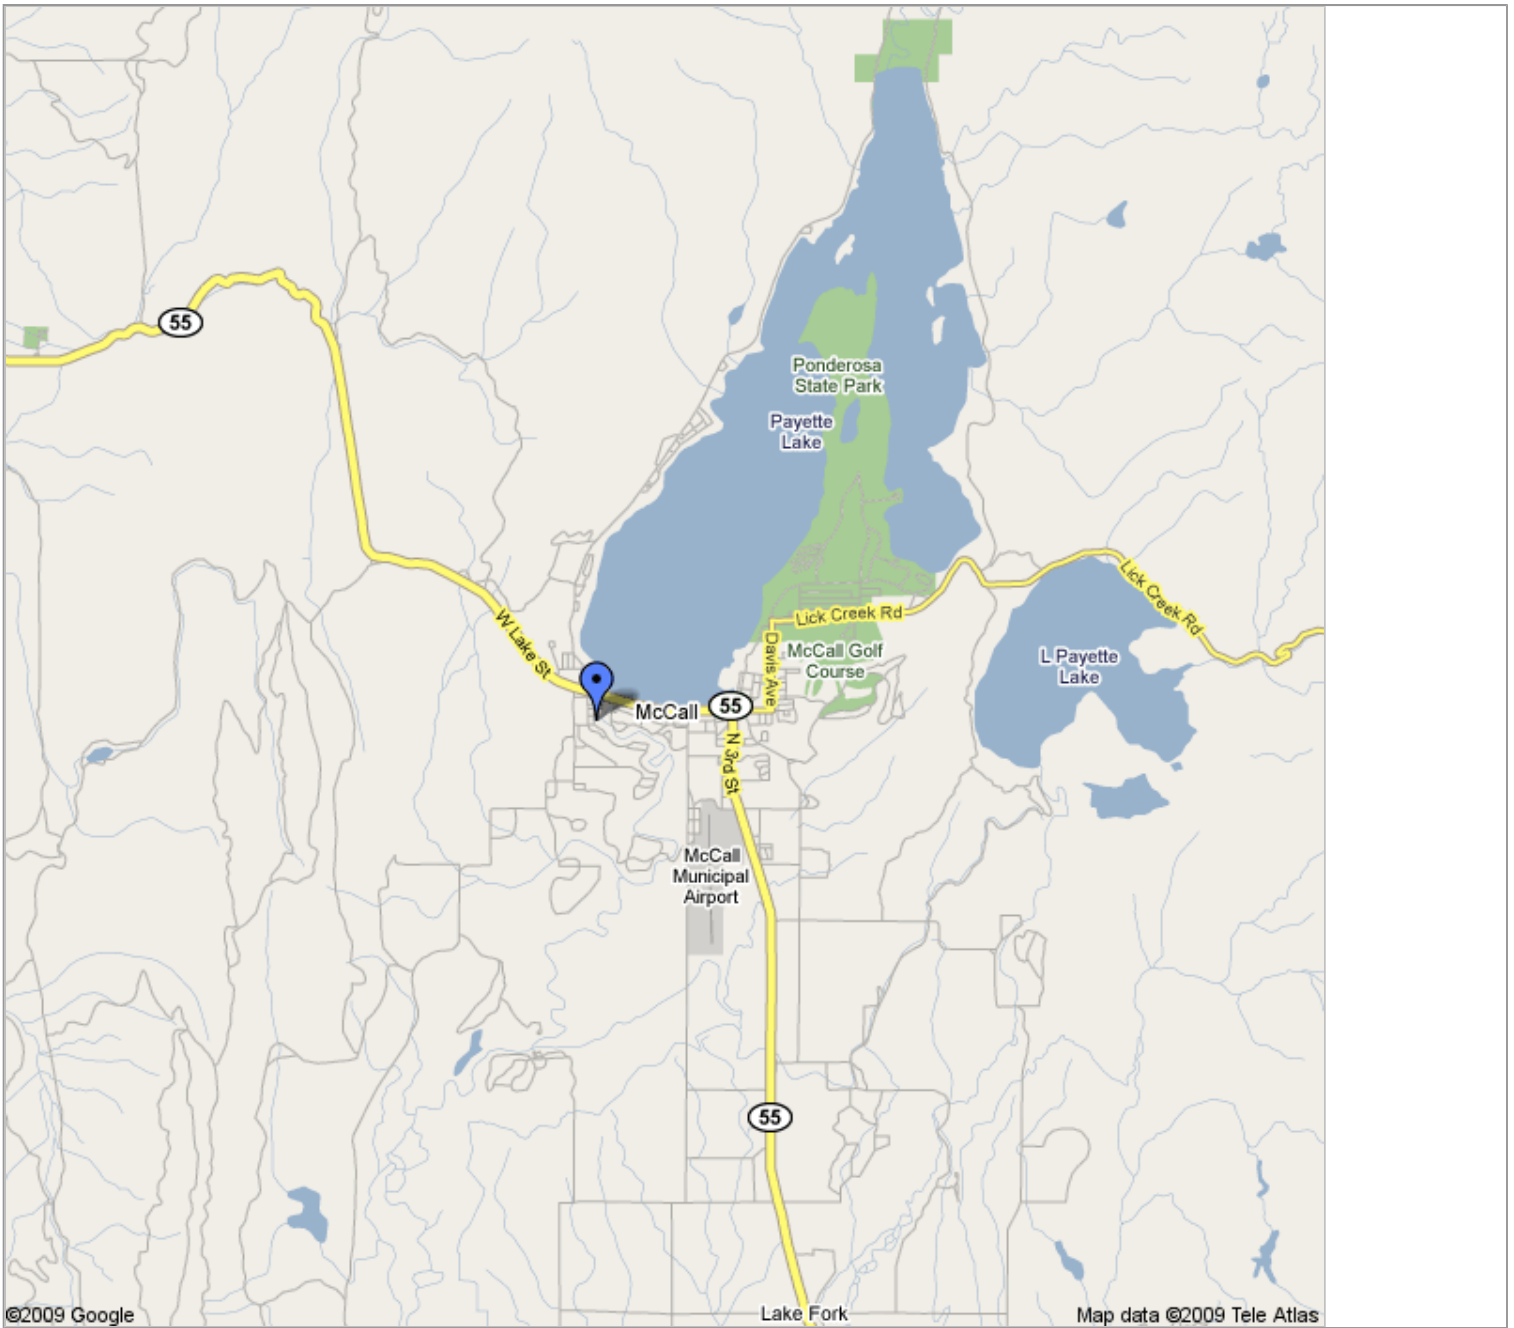 55
Ponderosa
State Park
Payette
Lake
Lick Creek Rd
Lick Creek Rd
W Lake St
Davis Ave
McCall Golf
Course
L Payette
Lake
McCall
55
N 3rd St
McCall
Municipal
Airport
55
Lake Fork
©2009 Google
Map data ©2009 Tele Atlas